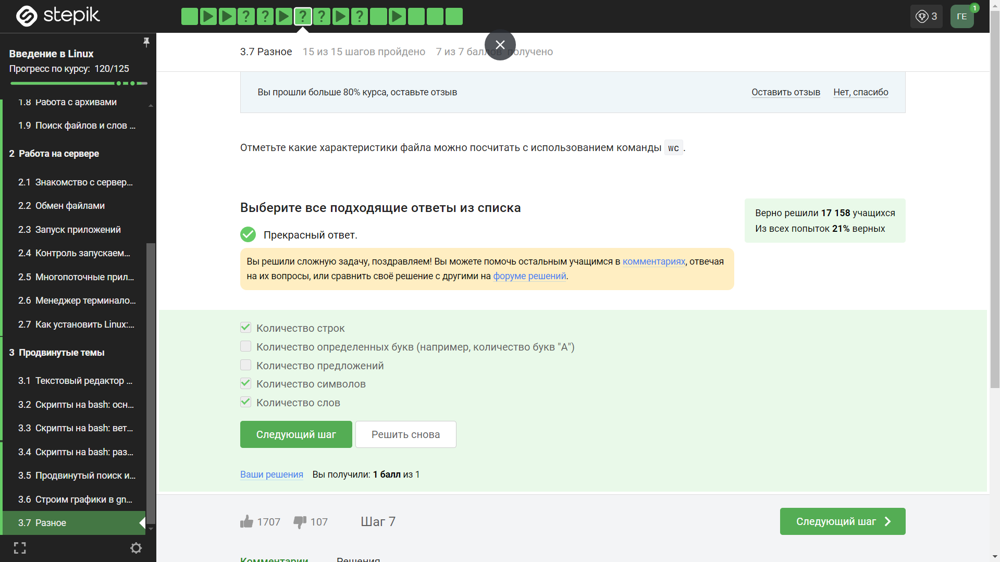 stepik
? ? ? ? ?
3
ГЕ
1
Введение в Linux
Прогресс по курсу: 120/125
1.8 Работа с архивами
1.9 Поиск файлов и слов ...
2 Работа на сервере
2.1 Знакомство с сервер...
2.2 Обмен файлами
2.3 Запуск приложений
2.4 Контроль запускаем...
2.5 Многопоточные прил...
2.6 Менеджер терминало...
2.7 Как установить Linux:...
3 Продвинутые темы
3.1 Текстовый редактор ...
3.2 Скрипты на bash: осн...
3.3 Скрипты на bash: вет...
3.4 Скрипты на bash: раз...
3.5 Продвинутый поиск и...
3.6 Строим графики в gn...
3.7 Разное
3.7 Разное 15 из 15 шагов пройдено 7 из 7 баллов получено
Вы прошли больше 80% курса, оставьте отзыв
Оставить отзыв Нет, спасибо
Отметьте какие характеристики файла можно посчитать с использованием команды wc.
Выберите все подходящие ответы из списка
Верно решили 17 158 учащихся
Из всех попыток 21% верных
Прекрасный ответ.
Вы решили сложную задачу, поздравляем! Вы можете помочь остальным учащимся в комментариях, отвечая
на их вопросы, или сравнить своё решение с другими на форуме решений.
Количество строк
Количество определенных букв (например, количество букв "A")
Количество предложений
Количество символов
Количество слов
Следующий шаг Решить снова
Ваши решения Вы получили: 1 балл из 1
1707 107 Шаг 7
Следующий шаг
Комментарии Решения